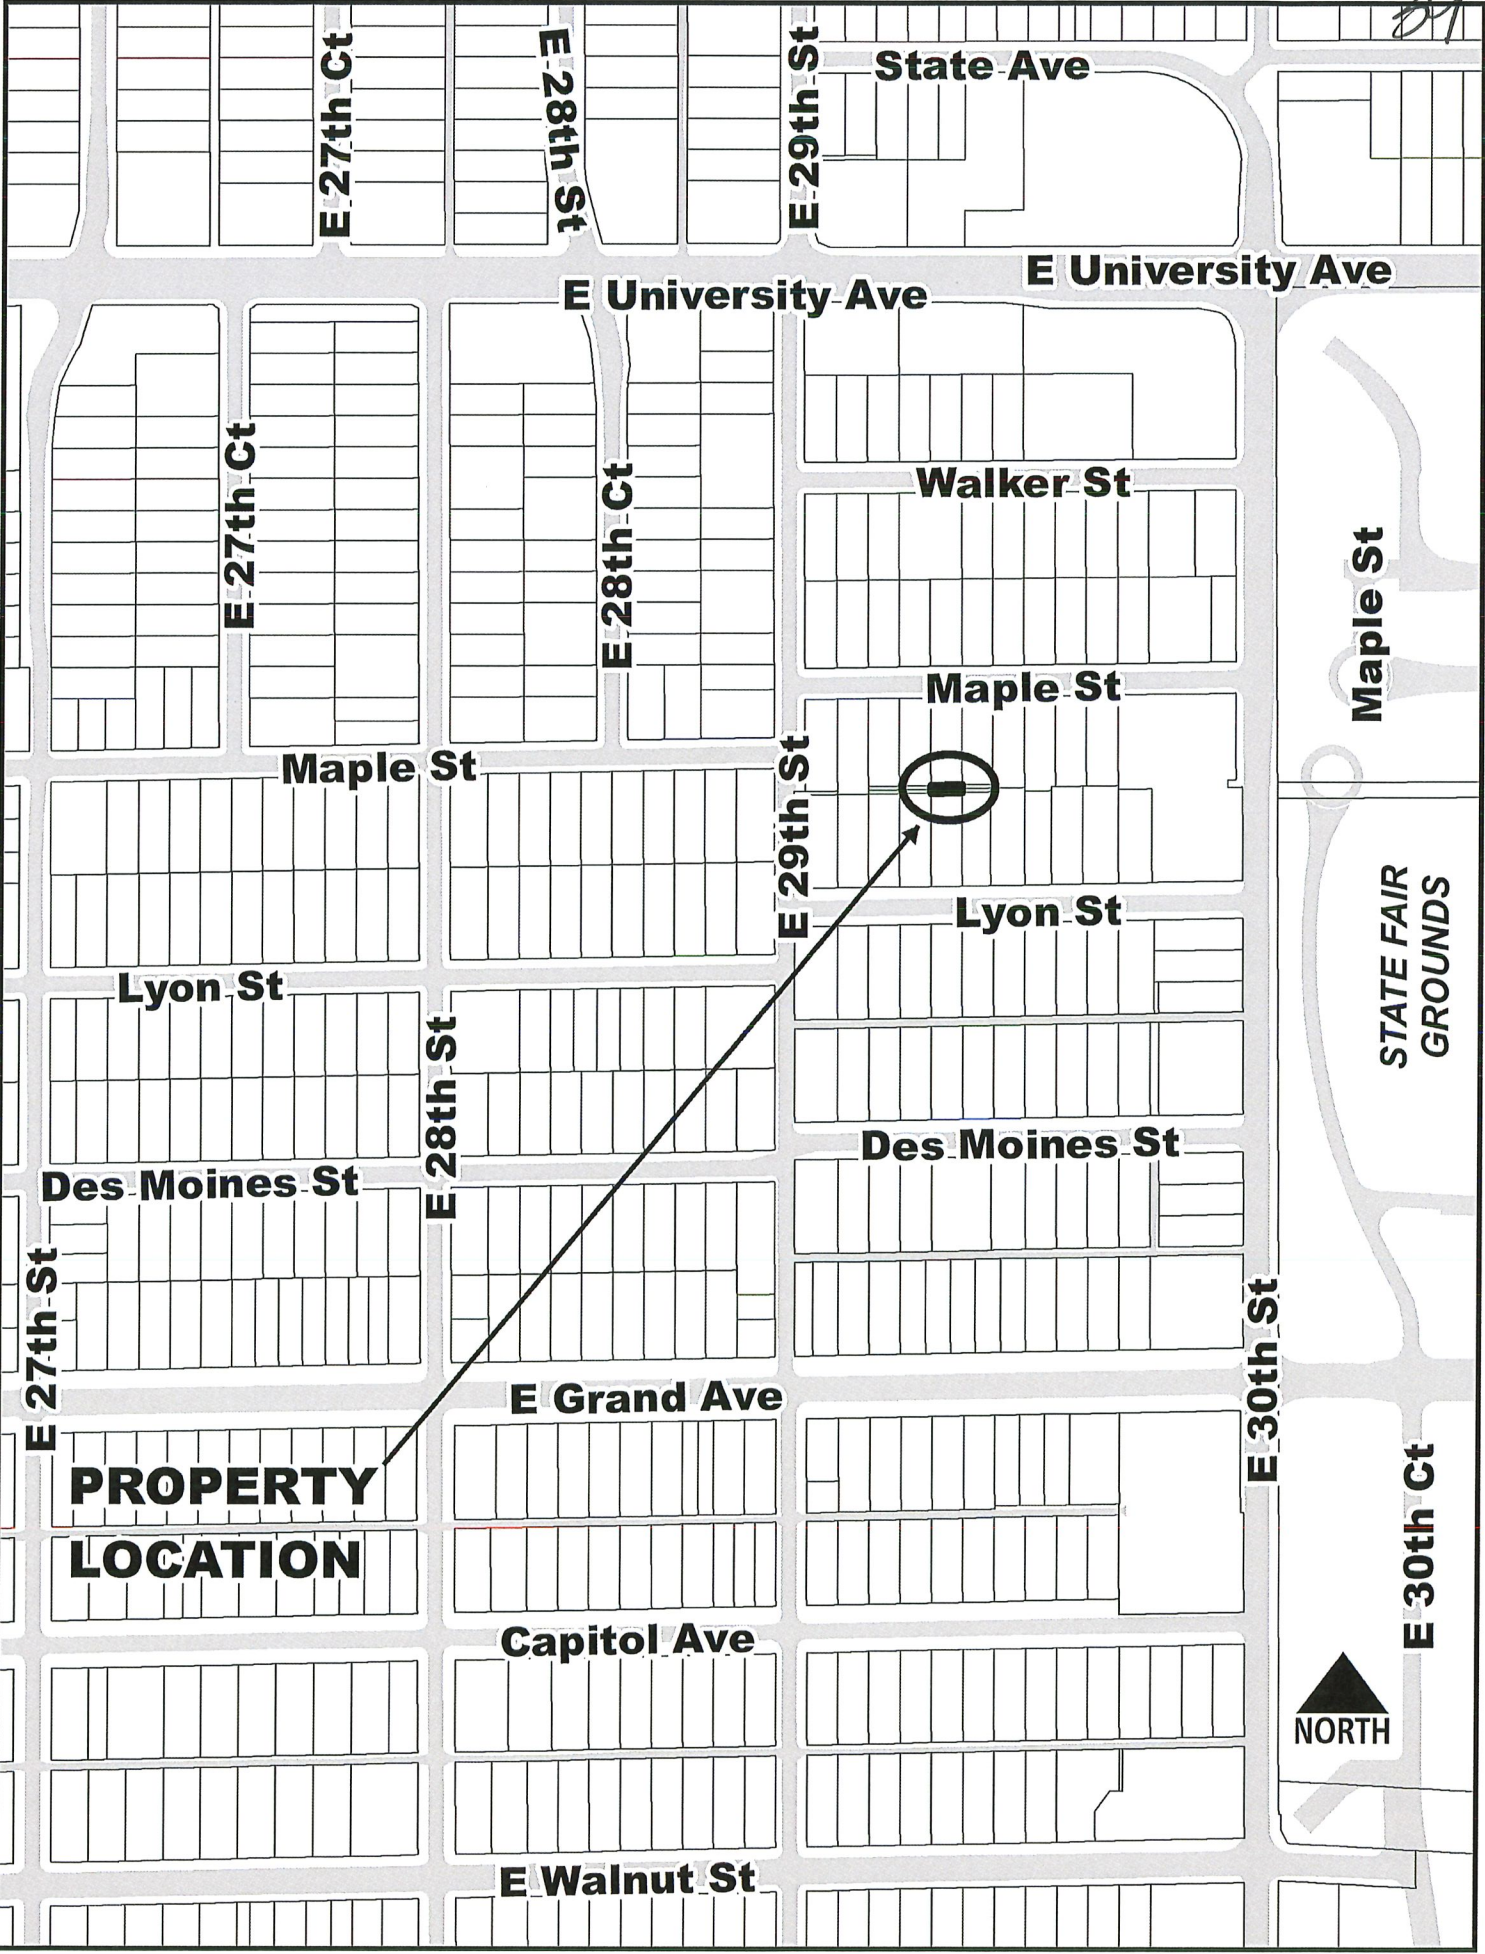 54
E 27th Ct
E 28th St
E 29th St
State Ave
E University Ave
E University Ave
E 27th Ct
E 28th Ct
Walker St
Maple St
Maple St
Maple St
E 29th St
Lyon St
STATE FAIR
GROUNDS
Lyon St
E 28th St
Des Moines St
Des Moines St
E 27th St
E 30th St
E Grand Ave
PROPERTY
LOCATION
E 30th Ct
Capitol Ave
NORTH
E Walnut St